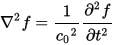 ∇²f = 1/c₀² ∂²f/∂t²